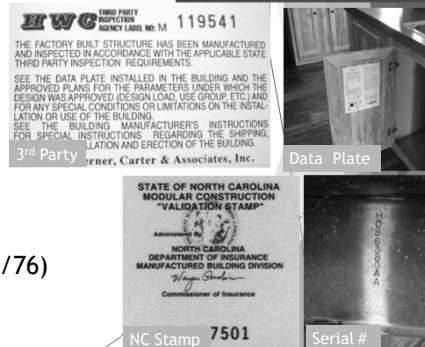 HWC THIRD PARTY
INSPECTION
AGENCY LABEL NO: M 119541
THE FACTORY BUILT STRUCTURE HAS BEEN MANUFACTURED
AND INSPECTED IN ACCORDANCE WITH THE APPLICABLE STATE
THIRD PARTY INSPECTION REQUIREMENTS.
SEE THE DATA PLATE INSTALLED IN THE BUILDING AND THE
APPROVED PLANS FOR THE PARAMETERS UNDER WHICH THE
DESIGN WAS APPROVED (DESIGN LOAD, USE GROUP, ETC.) AND
FOR ANY SPECIAL CONDITIONS OR LIMITATIONS ON THE INSTAL-
LATION OR USE OF THE BUILDING.
SEE THE BUILDING MANUFACTURER'S INSTRUCTIONS
FOR SPECIAL INSTRUCTIONS REGARDING THE SHIPPING,
LLATION AND ERECTION OF THE BUILDING.
3rd Party
erner, Carter & Associates, Inc.
Data Plate
STATE OF NORTH CAROLINA
MODULAR CONSTRUCTION
"VALIDATION STAMP"
Administered By
NORTH CAROLINA
DEPARTMENT OF INSURANCE
MANUFACTURED BUILDING DIVISION
Wayne Goodwin
Commissioner of Insurance
NC Stamp 7501
Serial #
/76)